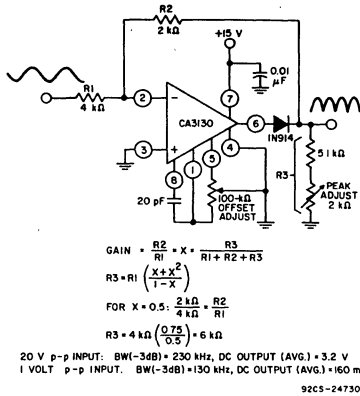 R2
2 kΩ
+15 V
0.01
μF
R1
4 kΩ
2
–
7
CA3130
6
1N914
3
+
4
8
1
5
20 pF
100-kΩ
OFFSET
ADJUST
5.1 kΩ
R3
PEAK
ADJUST
2 kΩ
GAIN = R2/R1 = X = R3/(R1 + R2 + R3)
R3 = R1 (X + X²/1 – X)
FOR X = 0.5: 2 kΩ/4 kΩ = R2/R1
R3 = 4 kΩ (0.75/0.5) = 6 kΩ
20 V p-p INPUT: BW(–3dB) = 230 kHz, DC OUTPUT (AVG.) = 3.2 V
1 VOLT p-p INPUT. BW(–3dB) = 130 kHz, DC OUTPUT (AVG.) = 160 m
92CS-24730